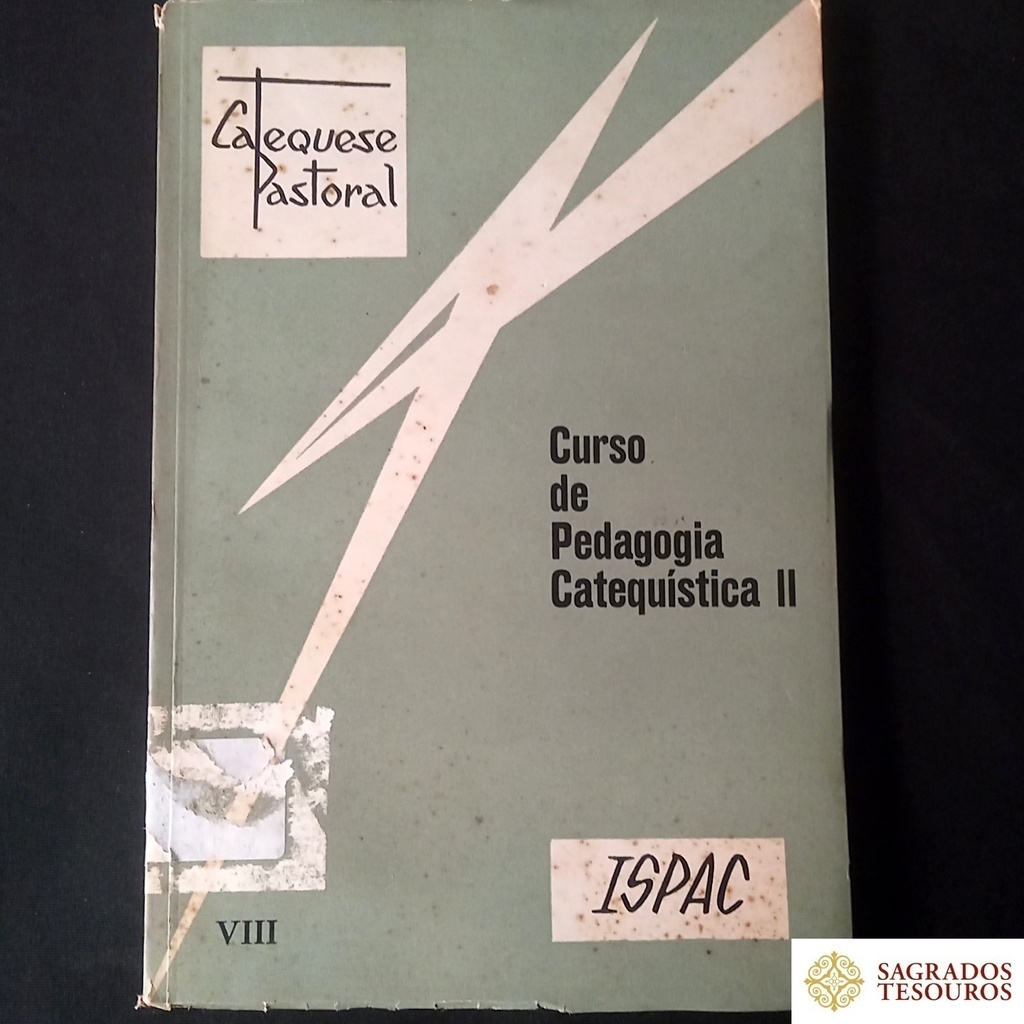 Catequese
Pastoral
Curso
de
Pedagogia
Catequística II
ISPAC
VIII
SAGRADOS
TESOUROS